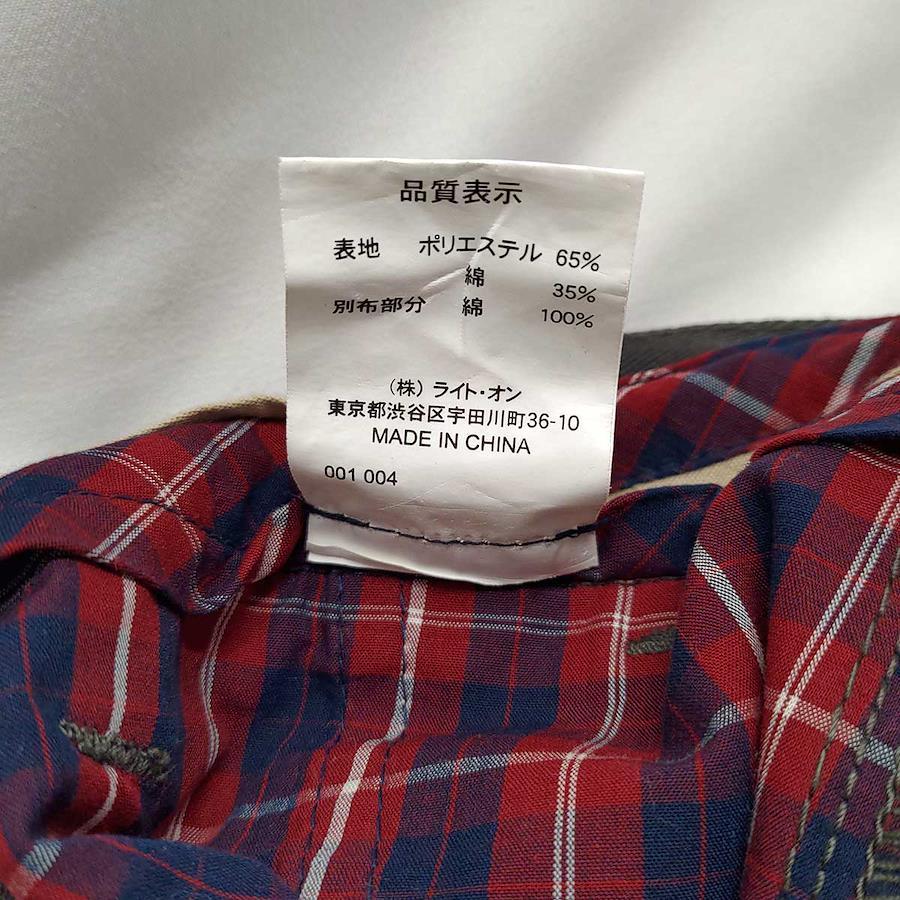 品質表示
表地 ポリエステル 65%
綿 35%
別布部分 綿 100%
(株) ライト・オン
東京都渋谷区宇田川町36-10
MADE IN CHINA
001 004